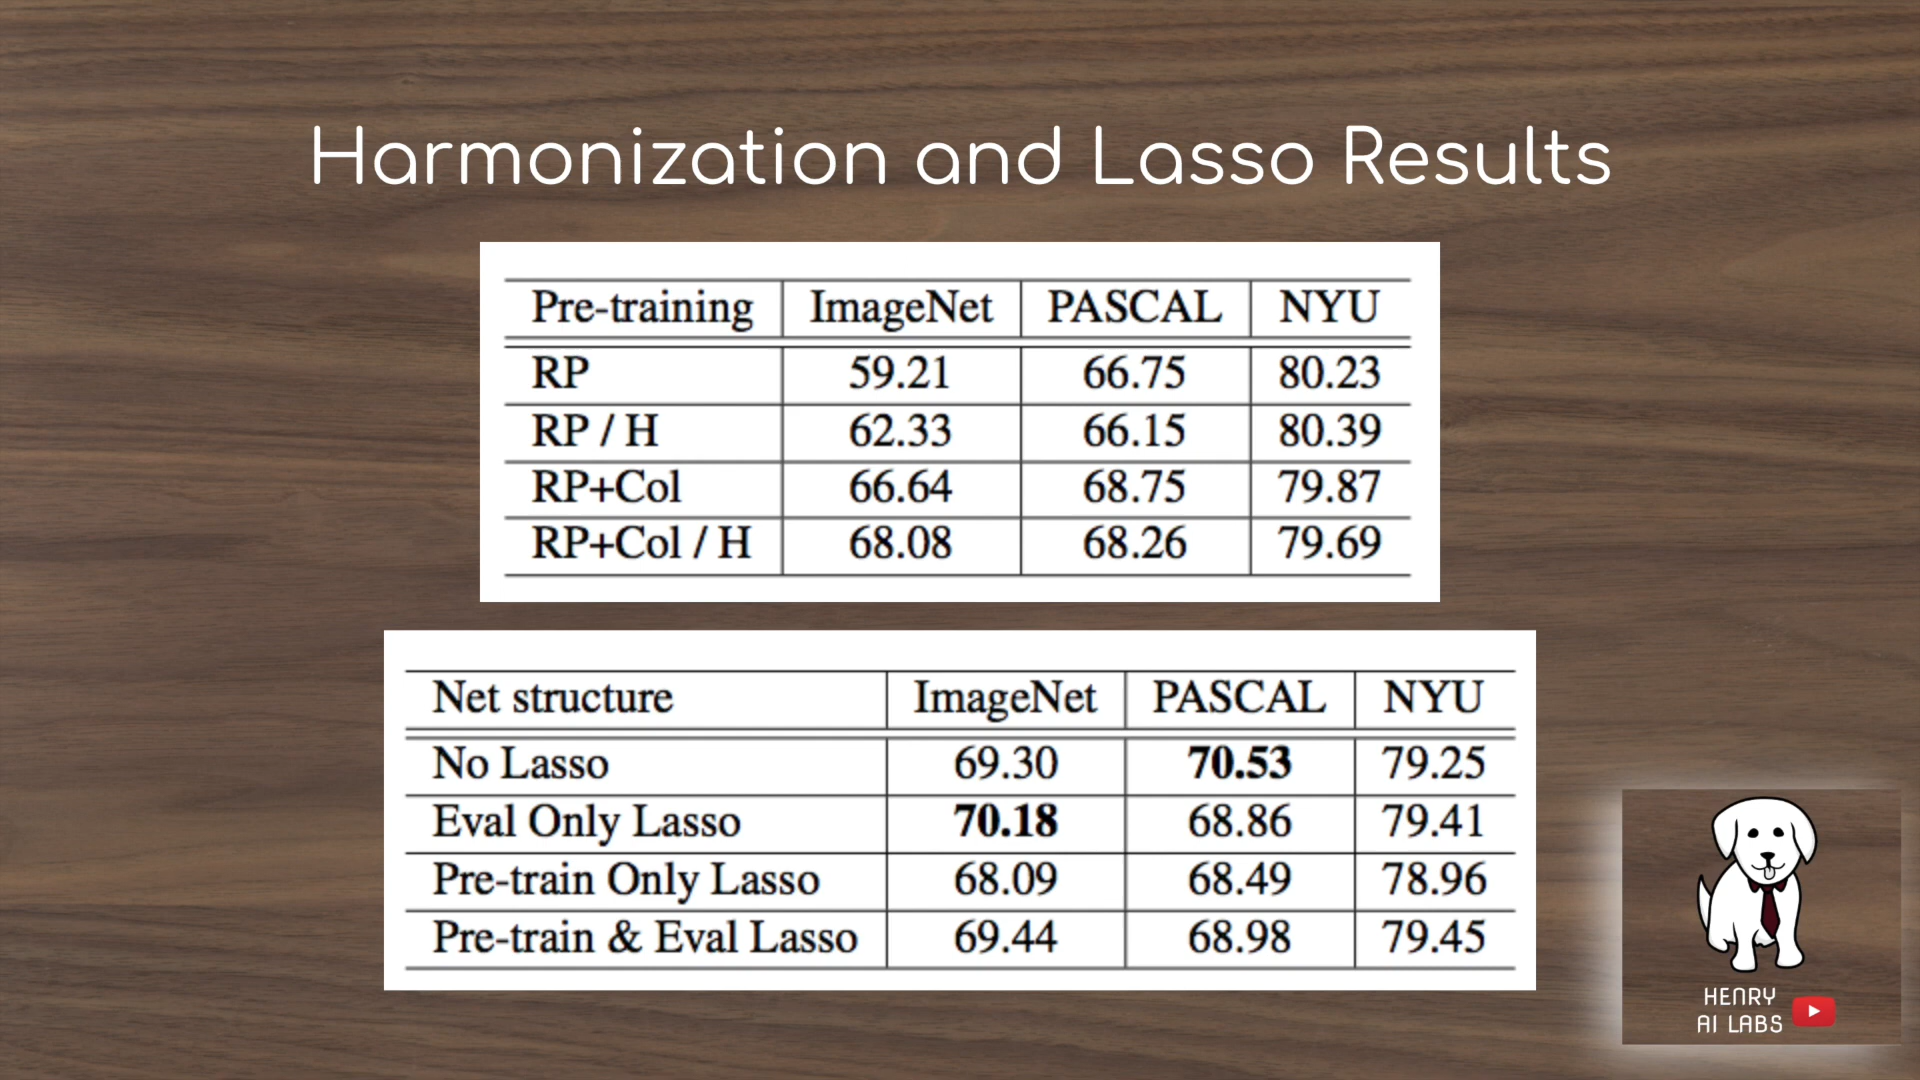 Harmonization and Lasso Results
Pre-training ImageNet PASCAL NYU
RP 59.21 66.75 80.23
RP / H 62.33 66.15 80.39
RP+Col 66.64 68.75 79.87
RP+Col / H 68.08 68.26 79.69
Net structure ImageNet PASCAL NYU
No Lasso 69.30 70.53 79.25
Eval Only Lasso 70.18 68.86 79.41
Pre-train Only Lasso 68.09 68.49 78.96
Pre-train & Eval Lasso 69.44 68.98 79.45
HENRY
AI LABS